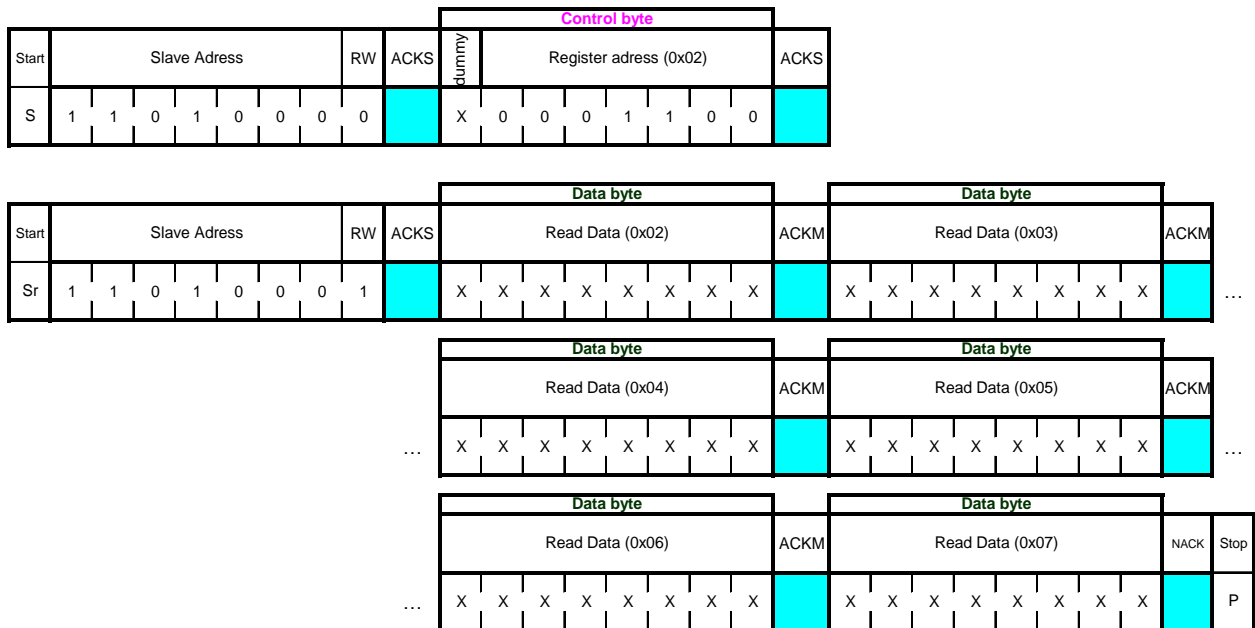 Control byte
Start Slave Adress RW ACKS dummy Register adress (0x02) ACKS
S 1 1 0 1 0 0 0 0 X 0 0 0 1 1 0 0
Data byte Data byte
Start Slave Adress RW ACKS Read Data (0x02) ACKM Read Data (0x03) ACKM
Sr 1 1 0 1 0 0 0 1 X X X X X X X X X X X X X X X X …
Data byte Data byte
Read Data (0x04) ACKM Read Data (0x05) ACKM
… X X X X X X X X X X X X X X X X …
Data byte Data byte
Read Data (0x06) ACKM Read Data (0x07) NACK Stop
… X X X X X X X X X X X X X X X X P